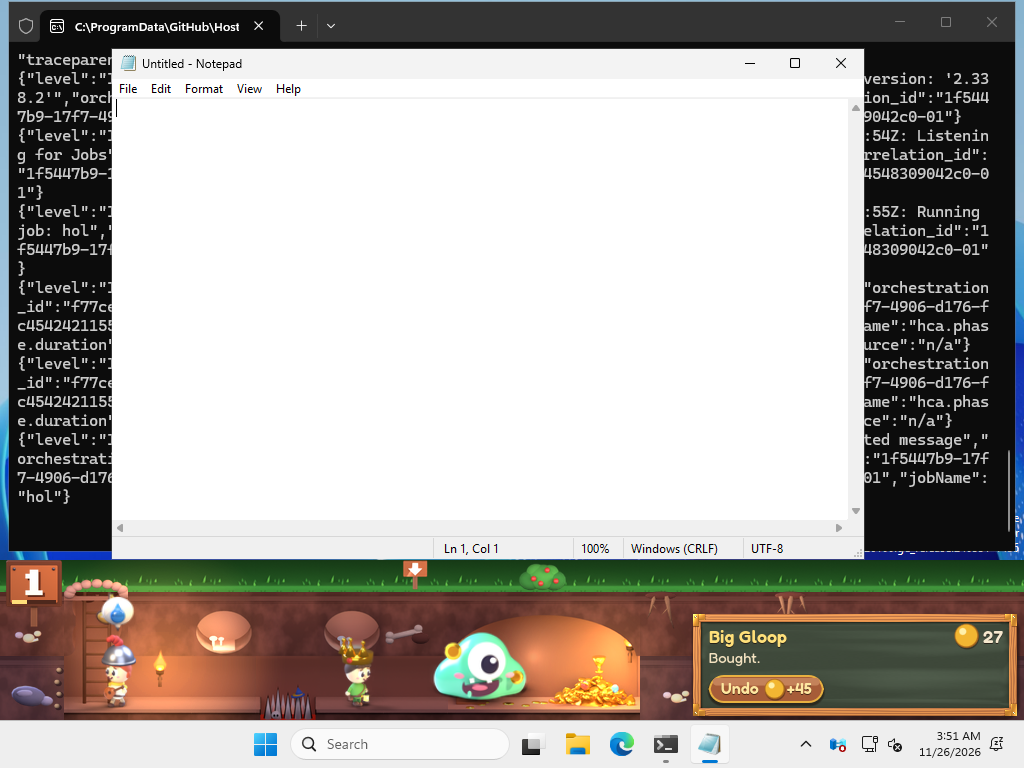 C:\ProgramData\GitHub\Host
Untitled - Notepad
File Edit Format View Help
"traceparen
{"level":"I version: '2.33
8.2'","orch ion_id":"1f544
7b9-17f7-49 09042c0-01"}
{"level":"I :54Z: Listenin
g for Jobs" rrelation_id":
"1f5447b9-1 4548309042c0-0
1"}
{"level":"I :55Z: Running
job: hol"," elation_id":"1
f5447b9-17f 48309042c0-01"
}
{"level":"I "orchestration
_id":"f77ce f7-4906-d176-f
c4542421155 ame":"hca.phas
e.duration" urce":"n/a"}
{"level":"I "orchestration
_id":"f77ce f7-4906-d176-f
c4542421155 ame":"hca.phas
e.duration" ce":"n/a"}
{"level":"I ted message","
orchestrati :"1f5447b9-17f
7-4906-d176 01","jobName":
"hol"}
Ln 1, Col 1 100% Windows (CRLF) UTF-8
1
Big Gloop 27
Bought.
Undo +45
Search
3:51 AM
11/26/2026